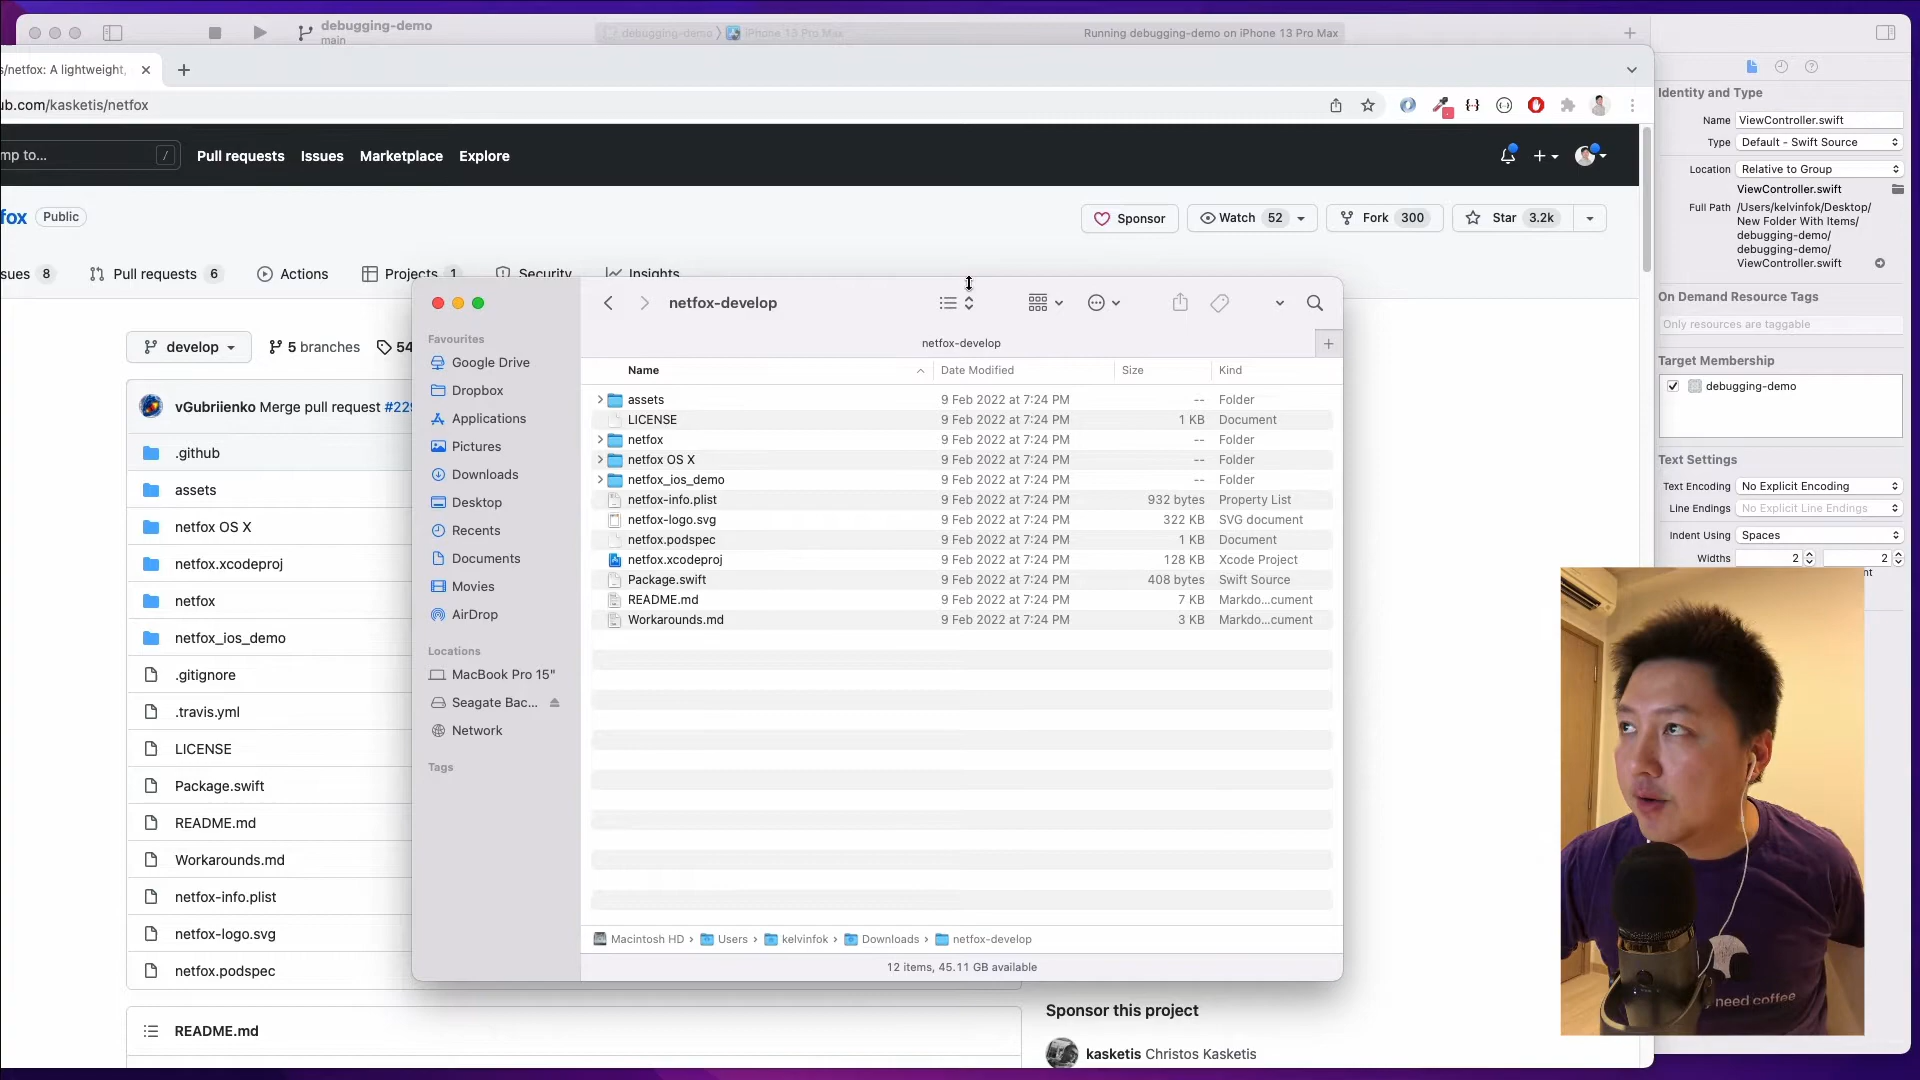 debugging-demo
main
debugging-demo
iPhone 13 Pro Max
Running debugging-demo on iPhone 13 Pro Max
s/netfox: A lightweight,
ub.com/kasketis/netfox
mp to...
/
Pull requests
Issues
Marketplace
Explore
fox
Public
Sponsor
Watch 52
Fork 300
Star 3.2k
sues 8
Pull requests 6
Actions
Projects 1
Security
Insights
develop
5 branches
54
vGubriienko Merge pull request #229
.github
assets
netfox OS X
netfox.xcodeproj
netfox
netfox_ios_demo
.gitignore
.travis.yml
LICENSE
Package.swift
README.md
Workarounds.md
netfox-info.plist
netfox-logo.svg
netfox.podspec
README.md
Sponsor this project
kasketis Christos Kasketis
Favourites
Google Drive
Dropbox
Applications
Pictures
Downloads
Desktop
Recents
Documents
Movies
AirDrop
Locations
MacBook Pro 15"
Seagate Bac...
Network
Tags
netfox-develop
netfox-develop
Name Date Modified Size Kind
assets 9 Feb 2022 at 7:24 PM -- Folder
LICENSE 9 Feb 2022 at 7:24 PM 1 KB Document
netfox 9 Feb 2022 at 7:24 PM -- Folder
netfox OS X 9 Feb 2022 at 7:24 PM -- Folder
netfox_ios_demo 9 Feb 2022 at 7:24 PM -- Folder
netfox-info.plist 9 Feb 2022 at 7:24 PM 932 bytes Property List
netfox-logo.svg 9 Feb 2022 at 7:24 PM 322 KB SVG document
netfox.podspec 9 Feb 2022 at 7:24 PM 1 KB Document
netfox.xcodeproj 9 Feb 2022 at 7:24 PM 128 KB Xcode Project
Package.swift 9 Feb 2022 at 7:24 PM 408 bytes Swift Source
README.md 9 Feb 2022 at 7:24 PM 7 KB Markdo...cument
Workarounds.md 9 Feb 2022 at 7:24 PM 3 KB Markdo...cument
Macintosh HD › Users › kelvinfok › Downloads › netfox-develop
12 items, 45.11 GB available
Identity and Type
Name ViewController.swift
Type Default - Swift Source
Location Relative to Group
ViewController.swift
Full Path /Users/kelvinfok/Desktop/
New Folder With Items/
debugging-demo/
debugging-demo/
ViewController.swift
On Demand Resource Tags
Only resources are taggable
Target Membership
debugging-demo
Text Settings
Text Encoding No Explicit Encoding
Line Endings No Explicit Line Endings
Indent Using Spaces
Widths 2 2
nt
need coffee